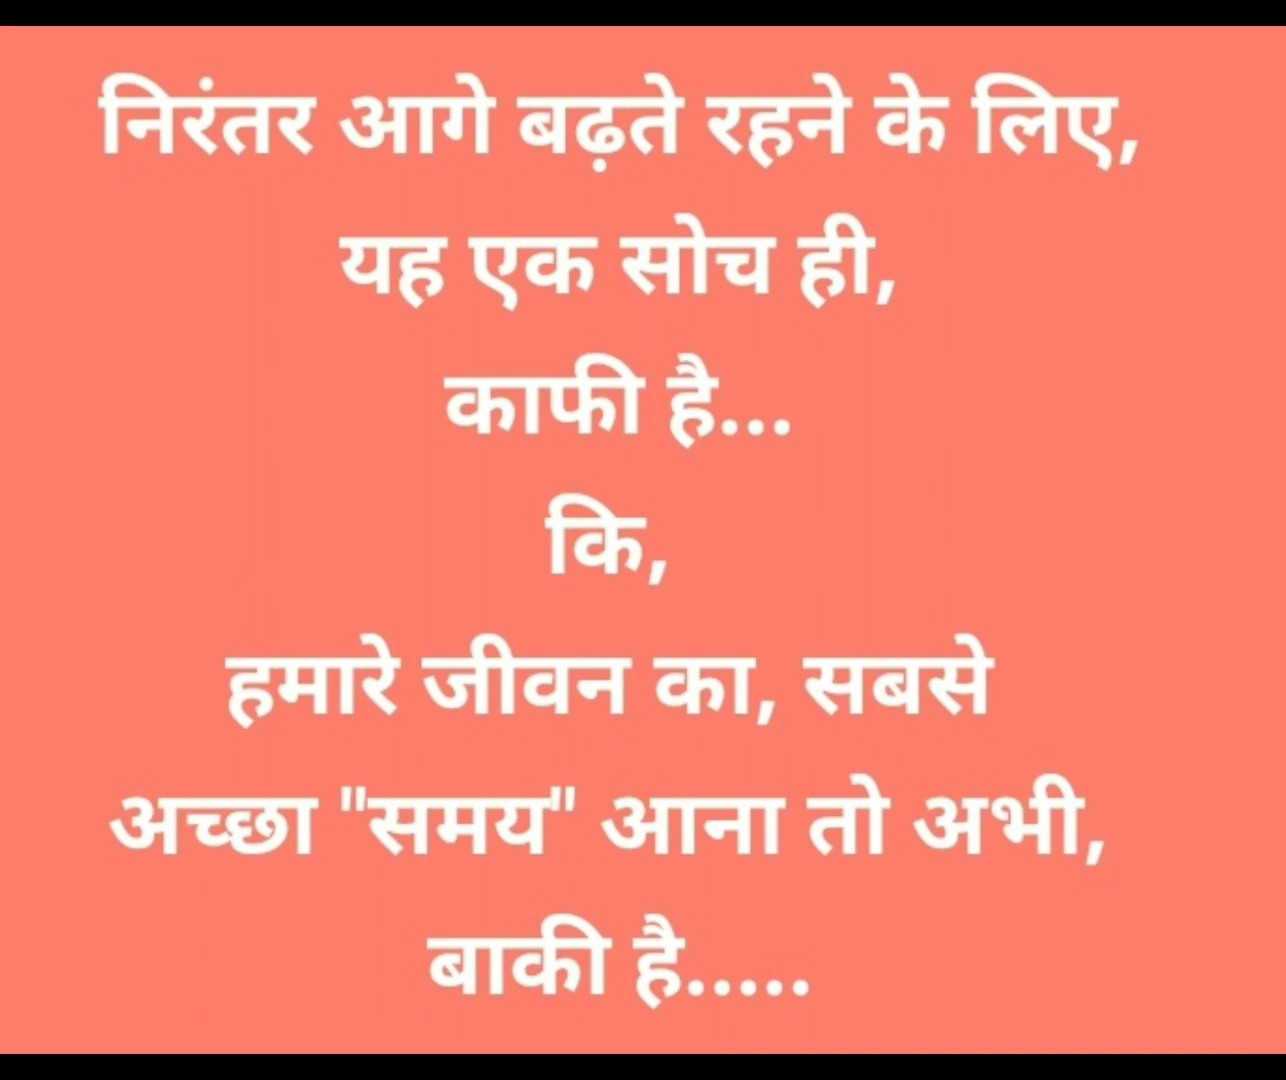 निरंतर आगे बढ़ते रहने के लिए,
यह एक सोच ही,
काफी है...
कि,
हमारे जीवन का, सबसे
अच्छा "समय" आना तो अभी,
बाकी है.....